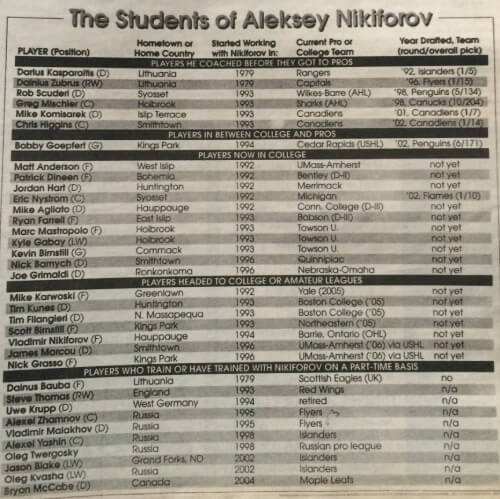 The Students of Aleksey Nikiforov
PLAYER (Position) Hometown or Home Country Started Working with Nikiforov in: Current Pro or College Team Year Drafted, Team (round/overall pick)
PLAYERS HE COACHED BEFORE THEY GOT TO PROS
Darius Kasparaitis (D) Lithuania 1979 Rangers '92, Islanders (1/5)
Dainius Zubrus (RW) Lithuania 1979 Capitals '96, Flyers (1/15)
Rob Scuderi (D) Syosset 1993 Wilkes-Barre (AHL) '98, Penguins (5/134)
Greg Mischler (C) Holbrook 1993 Sharks (AHL) '98, Canucks (10/204)
Mike Komisarek (D) Islip Terrace 1993 Canadiens '01, Canadiens (1/7)
Chris Higgins (C) Smithtown 1993 Canadiens '02, Canadiens (1/14)
PLAYERS IN BETWEEN COLLEGE AND PROS
Bobby Goepfert (G) Kings Park 1994 Cedar Rapids (USHL) '02, Penguins (6/171)
PLAYERS NOW IN COLLEGE
Matt Anderson (F) West Islip 1992 UMass-Amherst not yet
Patrick Dineen (F) Bohemia 1992 Bentley (D-II) not yet
Jordan Hart (D) Huntington 1992 Merrimack not yet
Eric Nystrom (C) Syosset 1992 Michigan '02, Flames (1/10)
Mike Agliato (D) Hauppauge 1992 Conn. College (D-III) not yet
Ryan Farrell (F) East Islip 1993 Babson (D-III) not yet
Marc Mastropolo (F) Holbrook 1993 Towson U. not yet
Kyle Gabay (LW) Holbrook 1993 Towson U. not yet
Kevin Birnstill (G) Commack 1993 Towson U. not yet
Nick Bornych (D) Smithtown 1996 Quinnipiac not yet
Joe Grimaldi (D) Ronkonkoma 1996 Nebraska-Omaha not yet
PLAYERS HEADED TO COLLEGE OR AMATEUR LEAGUES
Mike Karwoski (F) Greenlawn 1992 Yale (2005) not yet
Tim Kunes (D) Huntington 1993 Boston College ('05) not yet
Tim Filangieri (D) N. Massapequa 1993 Boston College ('05) not yet
Scott Birnstill (F) Kings Park 1993 Northeastern ('05) not yet
Vladimir Nikiforov (F) Hauppauge 1994 Barrie, Ontario (OHL) not yet
James Marcou (D) Smithtown 1996 UMass-Amherst ('06) via USHL not yet
Nick Grasso (F) Kings Park 1996 UMass-Amherst ('06) via USHL not yet
PLAYERS WHO TRAIN OR HAVE TRAINED WITH NIKIFOROV ON A PART-TIME BASIS
Dainus Bauba (F) Lithuania 1979 Scottish Eagles (UK) no
Steve Thomas (RW) England 1993 Red Wings n/a
Uwe Krupp (D) West Germany 1994 retired n/a
Alexei Zhamnov (C) Russia 1995 Flyers n/a
Vladimir Malakhov (D) Russia 1995 Flyers n/a
Alexei Yashin (C) Russia 1998 Islanders n/a
Oleg Twergosky Russia 1998 Russian pro league n/a
Jason Blake (LW) Grand Forks, ND 2002 Islanders n/a
Oleg Kvasha (LW) Russia 2002 Islanders n/a
Bryan McCabe (D) Canada 2004 Maple Leafs n/a